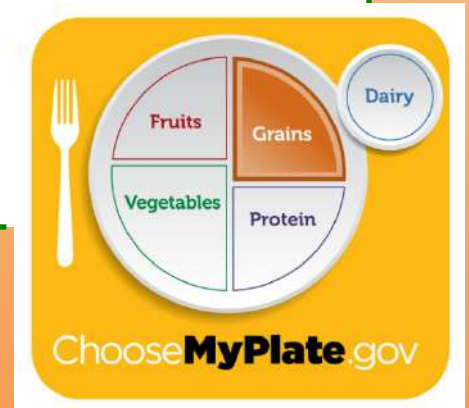 Dairy
Fruits
Grains
Vegetables
Protein
ChooseMyPlate.gov